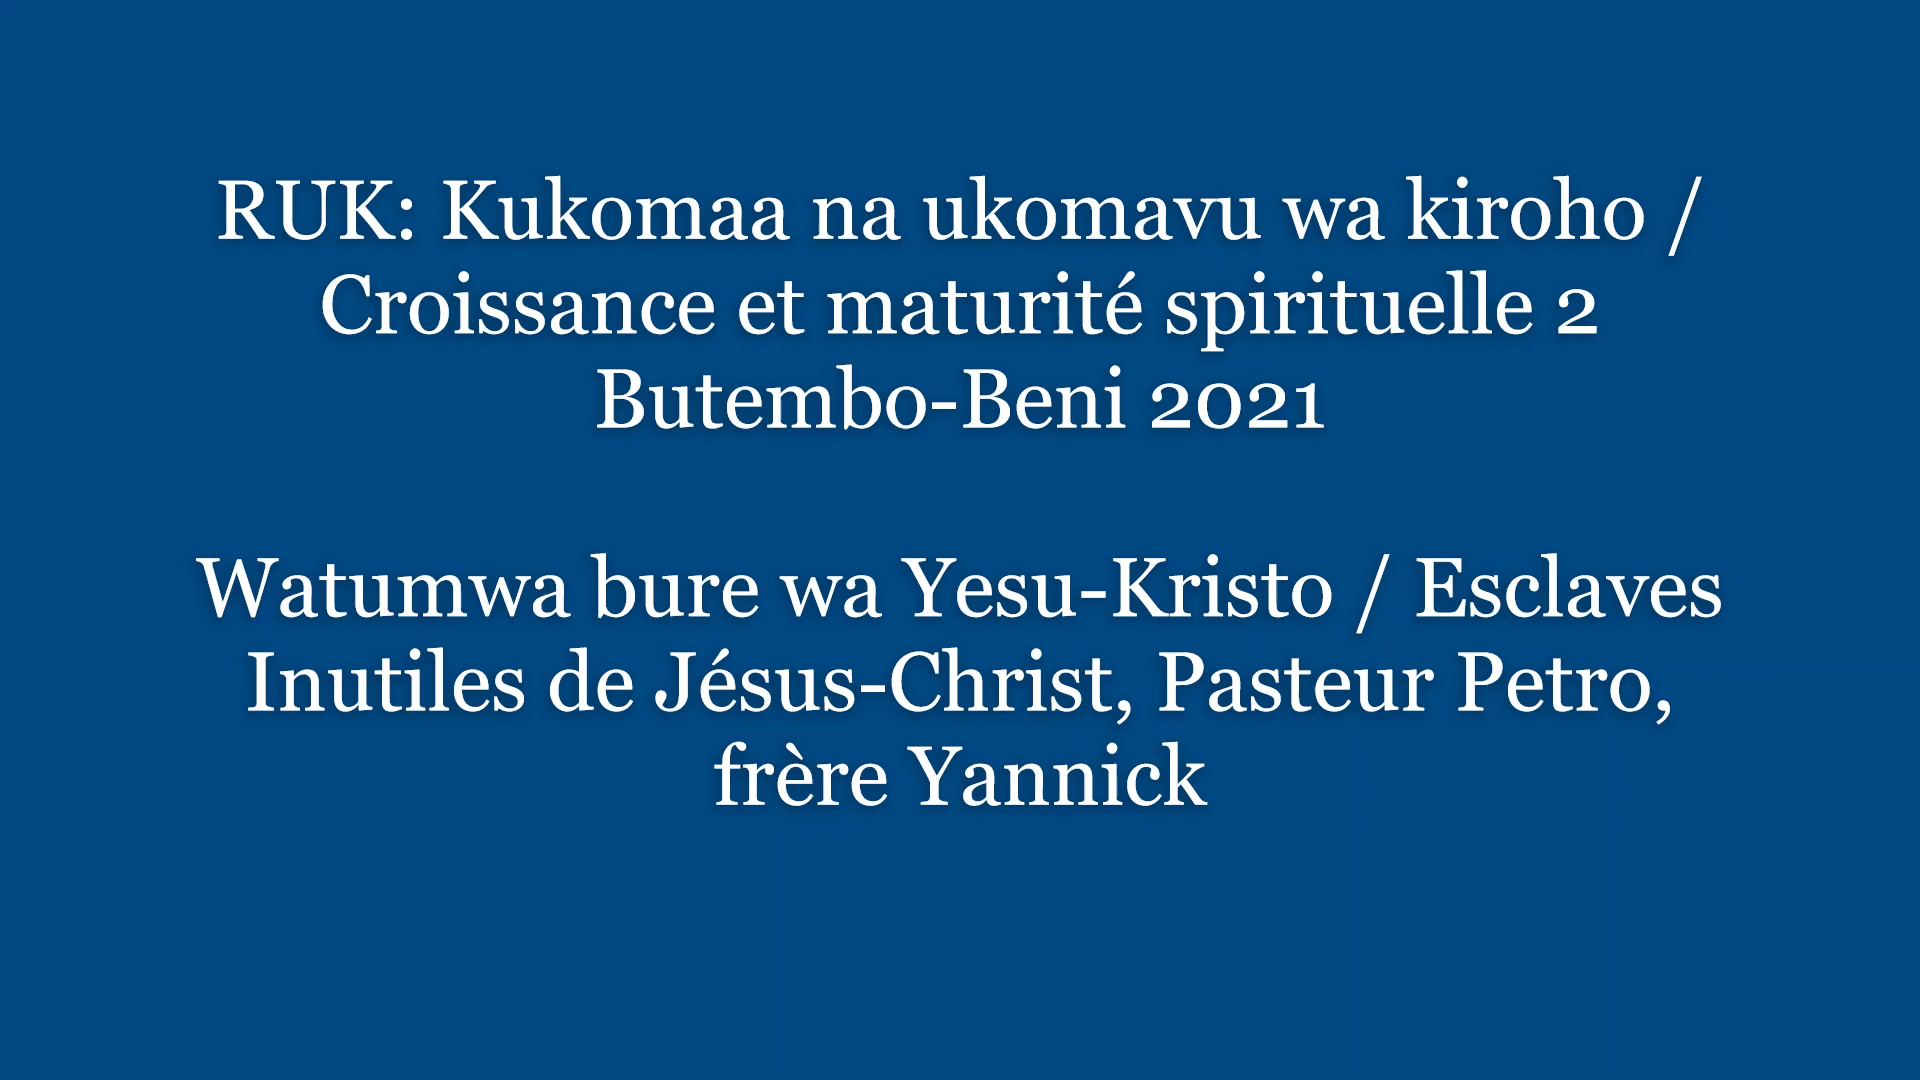 RUK: Kukomaa na ukomavu wa kiroho /
Croissance et maturité spirituelle 2
Butembo-Beni 2021
Watumwa bure wa Yesu-Kristo / Esclaves
Inutiles de Jésus-Christ, Pasteur Petro,
frère Yannick